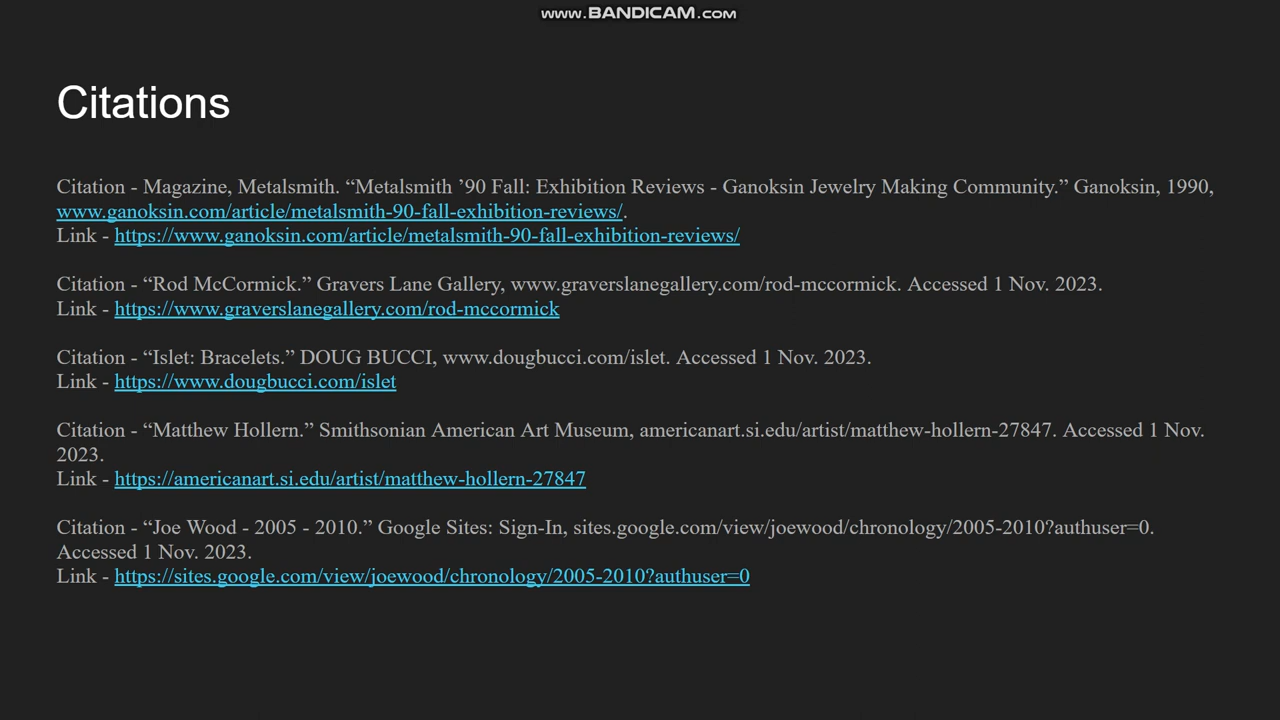 www.BANDICAM.com
Citations
Citation - Magazine, Metalsmith. “Metalsmith ’90 Fall: Exhibition Reviews - Ganoksin Jewelry Making Community.” Ganoksin, 1990,
www.ganoksin.com/article/metalsmith-90-fall-exhibition-reviews/.
Link - https://www.ganoksin.com/article/metalsmith-90-fall-exhibition-reviews/
Citation - “Rod McCormick.” Gravers Lane Gallery, www.graverslanegallery.com/rod-mccormick. Accessed 1 Nov. 2023.
Link - https://www.graverslanegallery.com/rod-mccormick
Citation - “Islet: Bracelets.” DOUG BUCCI, www.dougbucci.com/islet. Accessed 1 Nov. 2023.
Link - https://www.dougbucci.com/islet
Citation - “Matthew Hollern.” Smithsonian American Art Museum, americanart.si.edu/artist/matthew-hollern-27847. Accessed 1 Nov.
2023.
Link - https://americanart.si.edu/artist/matthew-hollern-27847
Citation - “Joe Wood - 2005 - 2010.” Google Sites: Sign-In, sites.google.com/view/joewood/chronology/2005-2010?authuser=0.
Accessed 1 Nov. 2023.
Link - https://sites.google.com/view/joewood/chronology/2005-2010?authuser=0